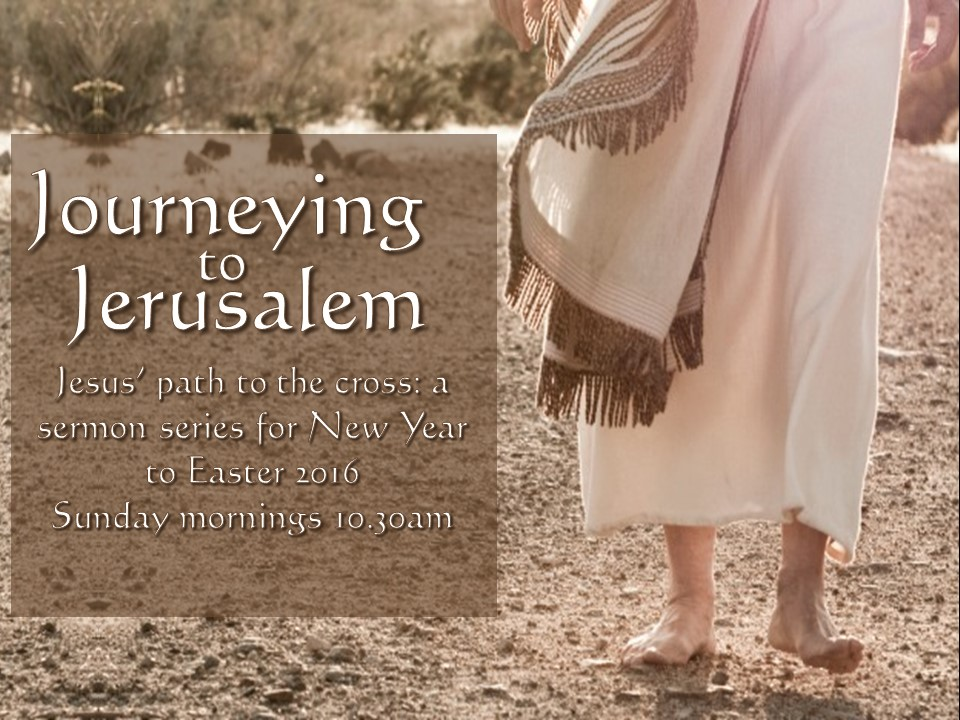 Journeying
to
Jerusalem
Jesus’ path to the cross: a
sermon series for New Year
to Easter 2016
Sunday mornings 10.30am